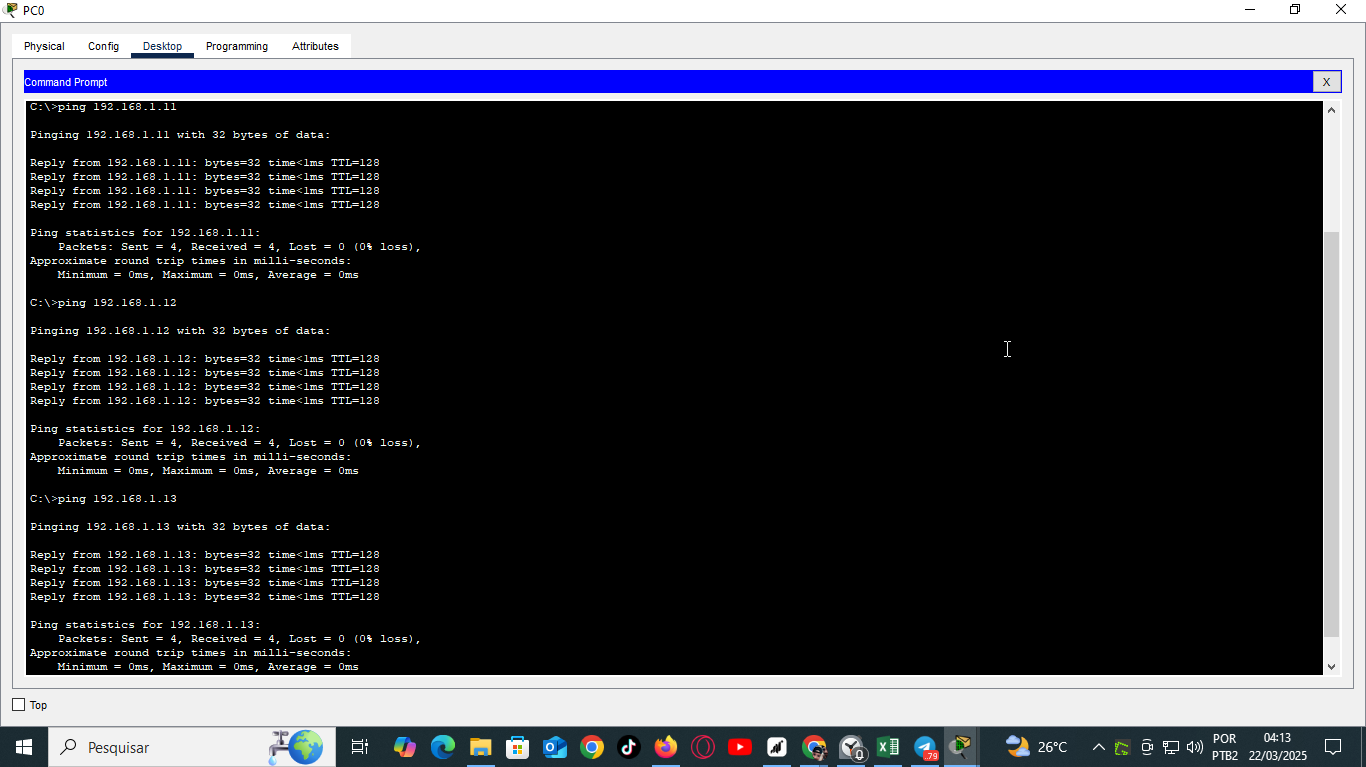 PC0
Physical Config Desktop Programming Attributes
Command Prompt X
C:\>ping 192.168.1.11
Pinging 192.168.1.11 with 32 bytes of data:
Reply from 192.168.1.11: bytes=32 time<1ms TTL=128
Reply from 192.168.1.11: bytes=32 time<1ms TTL=128
Reply from 192.168.1.11: bytes=32 time<1ms TTL=128
Reply from 192.168.1.11: bytes=32 time<1ms TTL=128
Ping statistics for 192.168.1.11:
Packets: Sent = 4, Received = 4, Lost = 0 (0% loss),
Approximate round trip times in milli-seconds:
Minimum = 0ms, Maximum = 0ms, Average = 0ms
C:\>ping 192.168.1.12
Pinging 192.168.1.12 with 32 bytes of data:
Reply from 192.168.1.12: bytes=32 time<1ms TTL=128
Reply from 192.168.1.12: bytes=32 time<1ms TTL=128
Reply from 192.168.1.12: bytes=32 time<1ms TTL=128
Reply from 192.168.1.12: bytes=32 time<1ms TTL=128
Ping statistics for 192.168.1.12:
Packets: Sent = 4, Received = 4, Lost = 0 (0% loss),
Approximate round trip times in milli-seconds:
Minimum = 0ms, Maximum = 0ms, Average = 0ms
C:\>ping 192.168.1.13
Pinging 192.168.1.13 with 32 bytes of data:
Reply from 192.168.1.13: bytes=32 time<1ms TTL=128
Reply from 192.168.1.13: bytes=32 time<1ms TTL=128
Reply from 192.168.1.13: bytes=32 time<1ms TTL=128
Reply from 192.168.1.13: bytes=32 time<1ms TTL=128
Ping statistics for 192.168.1.13:
Packets: Sent = 4, Received = 4, Lost = 0 (0% loss),
Approximate round trip times in milli-seconds:
Minimum = 0ms, Maximum = 0ms, Average = 0ms
Top
Pesquisar
79
26°C
POR
PTB2
04:13
22/03/2025